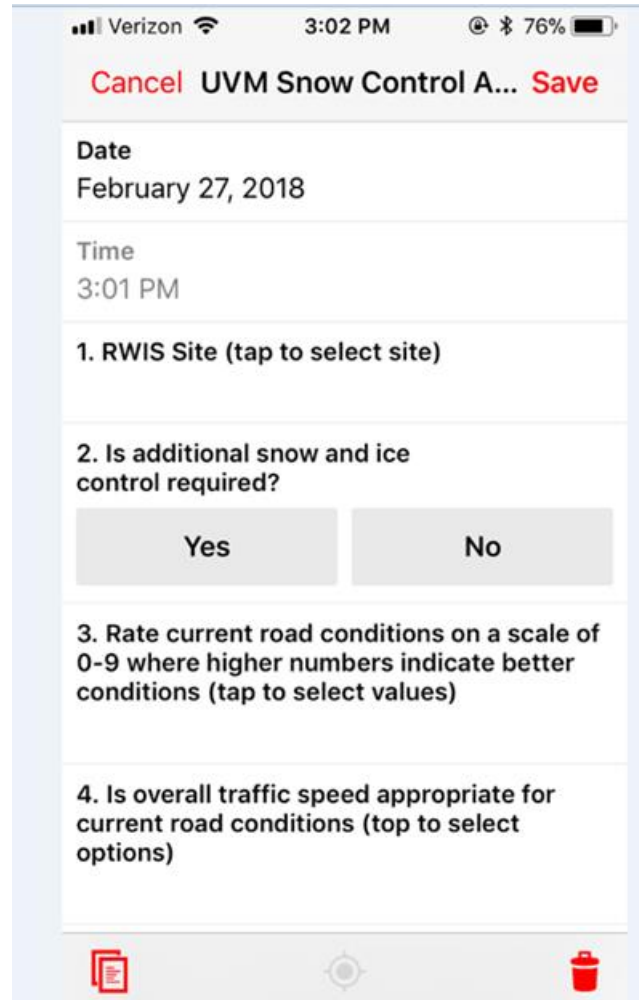 Verizon 3:02 PM 76%
Cancel UVM Snow Control A... Save
Date
February 27, 2018
Time
3:01 PM
1. RWIS Site (tap to select site)
2. Is additional snow and ice
control required?
Yes No
3. Rate current road conditions on a scale of
0-9 where higher numbers indicate better
conditions (tap to select values)
4. Is overall traffic speed appropriate for
current road conditions (top to select
options)